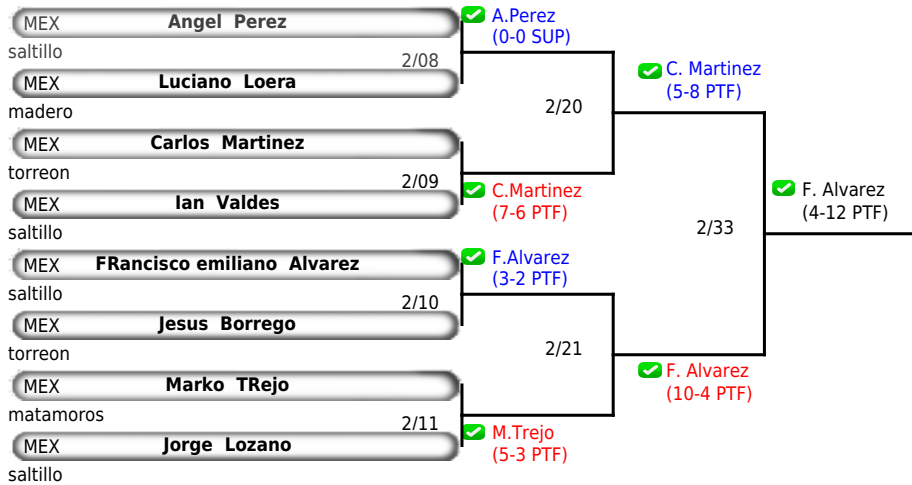 MEX Angel Perez
saltillo
2/08
MEX Luciano Loera
madero
MEX Carlos Martinez
torreon
2/09
MEX Ian Valdes
saltillo
MEX FRancisco emiliano Alvarez
saltillo
2/10
MEX Jesus Borrego
torreon
MEX Marko TRejo
matamoros
2/11
MEX Jorge Lozano
saltillo
A.Perez
(0-0 SUP)
2/20
C.Martinez
(7-6 PTF)
F.Alvarez
(3-2 PTF)
2/21
M.Trejo
(5-3 PTF)
C. Martinez
(5-8 PTF)
2/33
F. Alvarez
(10-4 PTF)
F. Alvarez
(4-12 PTF)